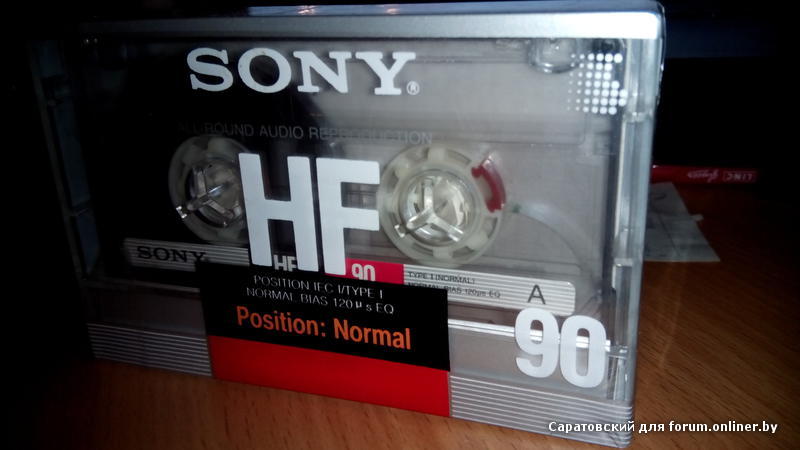 SONY®
ALL-ROUND AUDIO REPRODUCTION
HF
SONY
HF 90
TYPE I (NORMAL)
NORMAL BIAS 120µs EQ
A
POSITION IEC I/TYPE I
NORMAL BIAS 120µs EQ
Position: Normal
90
LINC
Саратовский для forum.onliner.by